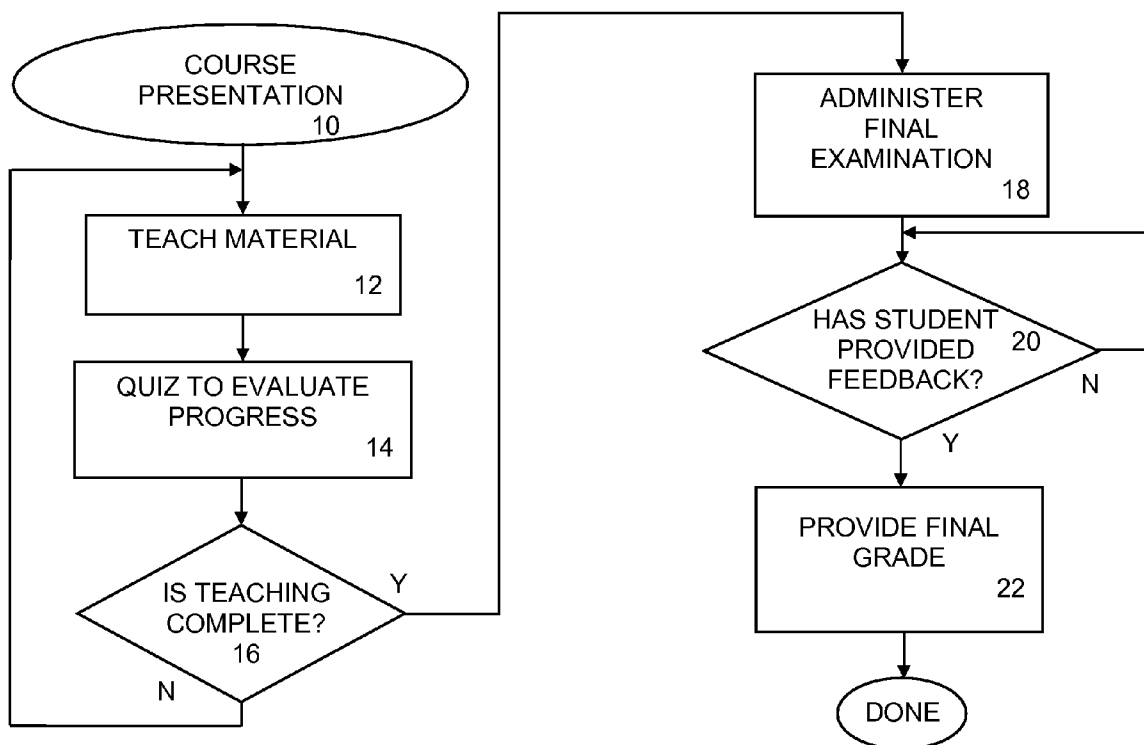 COURSE
PRESENTATION
10
TEACH MATERIAL
12
QUIZ TO EVALUATE
PROGRESS
14
IS TEACHING
COMPLETE?
16
Y
N
ADMINISTER
FINAL
EXAMINATION
18
HAS STUDENT
PROVIDED
FEEDBACK?
20
N
Y
PROVIDE FINAL
GRADE
22
DONE